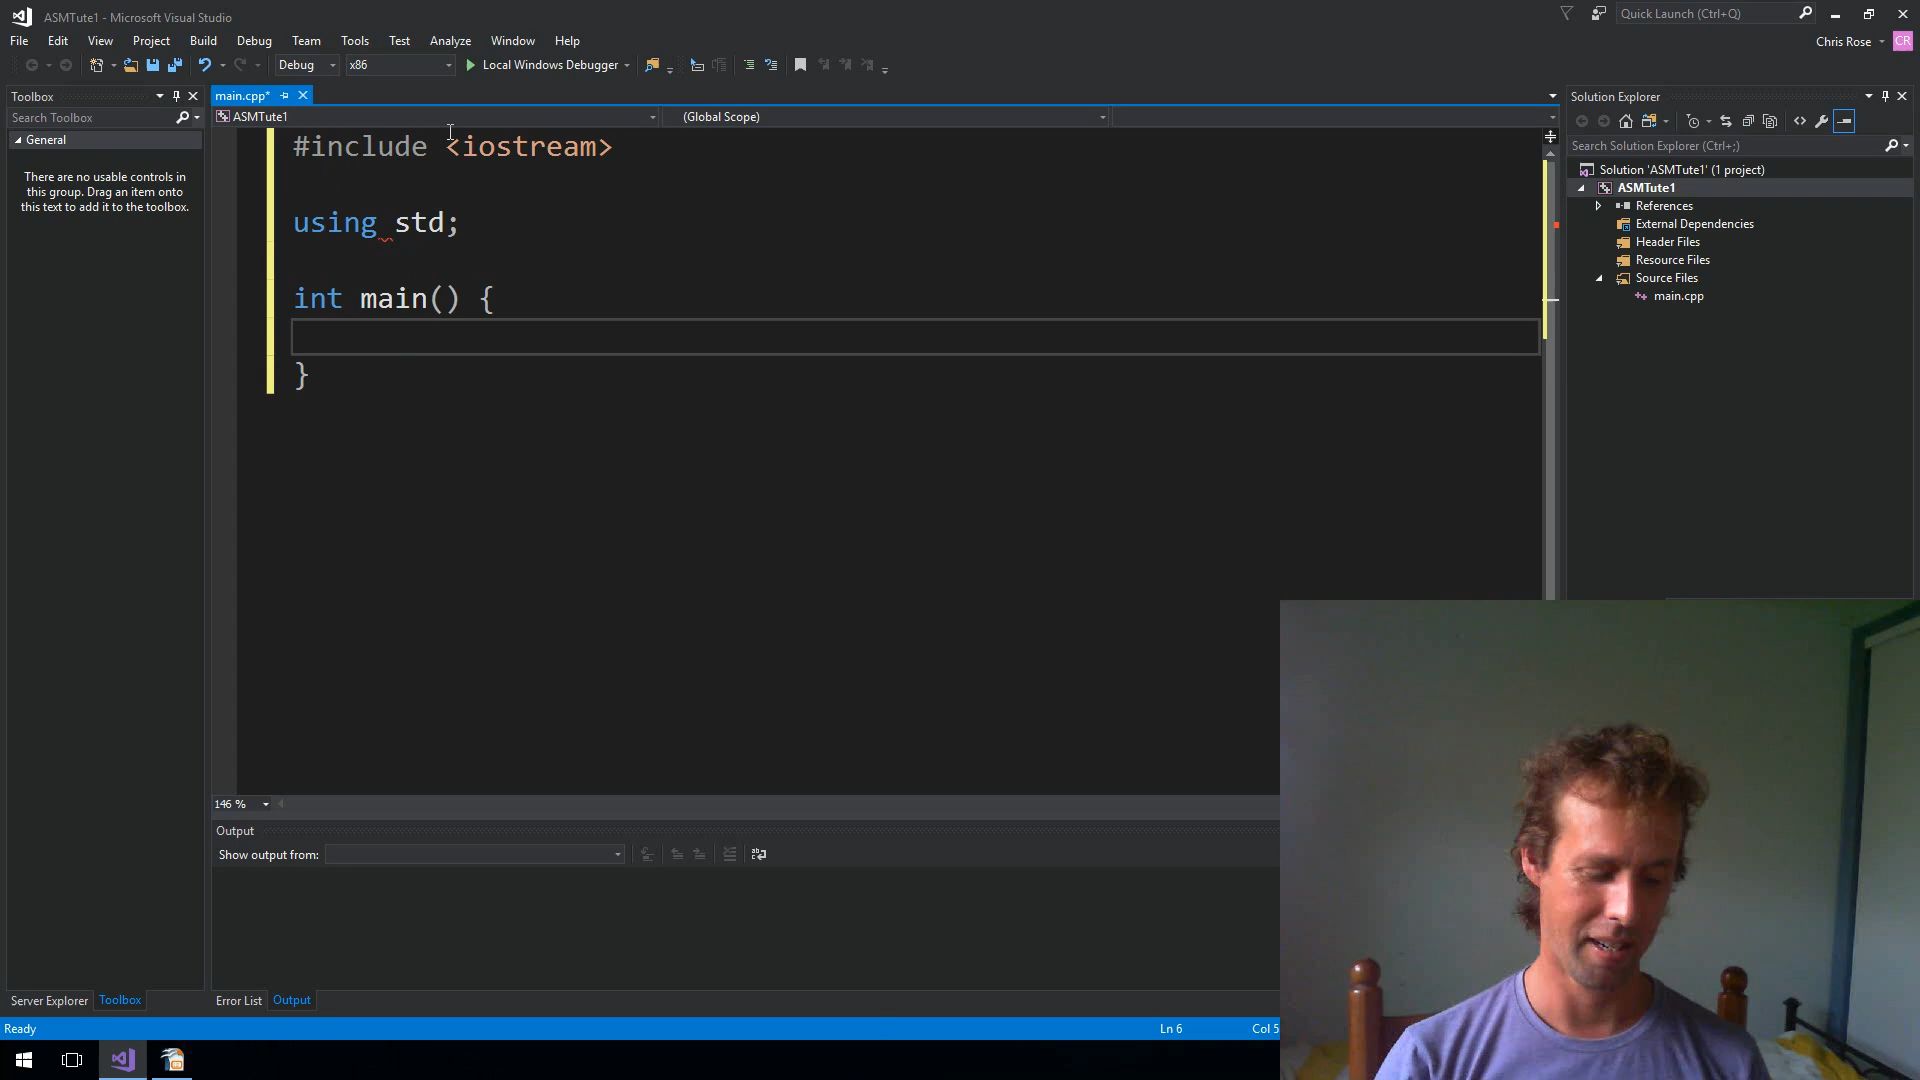 ASMTute1 - Microsoft Visual Studio
Quick Launch (Ctrl+Q)
File Edit View Project Build Debug Team Tools Test Analyze Window Help
Chris Rose CR
Debug x86 Local Windows Debugger
Toolbox
main.cpp*
Solution Explorer
Search Toolbox
ASMTute1
(Global Scope)
General
There are no usable controls in
this group. Drag an item onto
this text to add it to the toolbox.
#include <iostream>
using std;
int main() {
}
Search Solution Explorer (Ctrl+;)
Solution 'ASMTute1' (1 project)
ASMTute1
References
External Dependencies
Header Files
Resource Files
Source Files
main.cpp
146 %
Output
Show output from:
Server Explorer Toolbox
Error List Output
Ready
Ln 6
Col 5